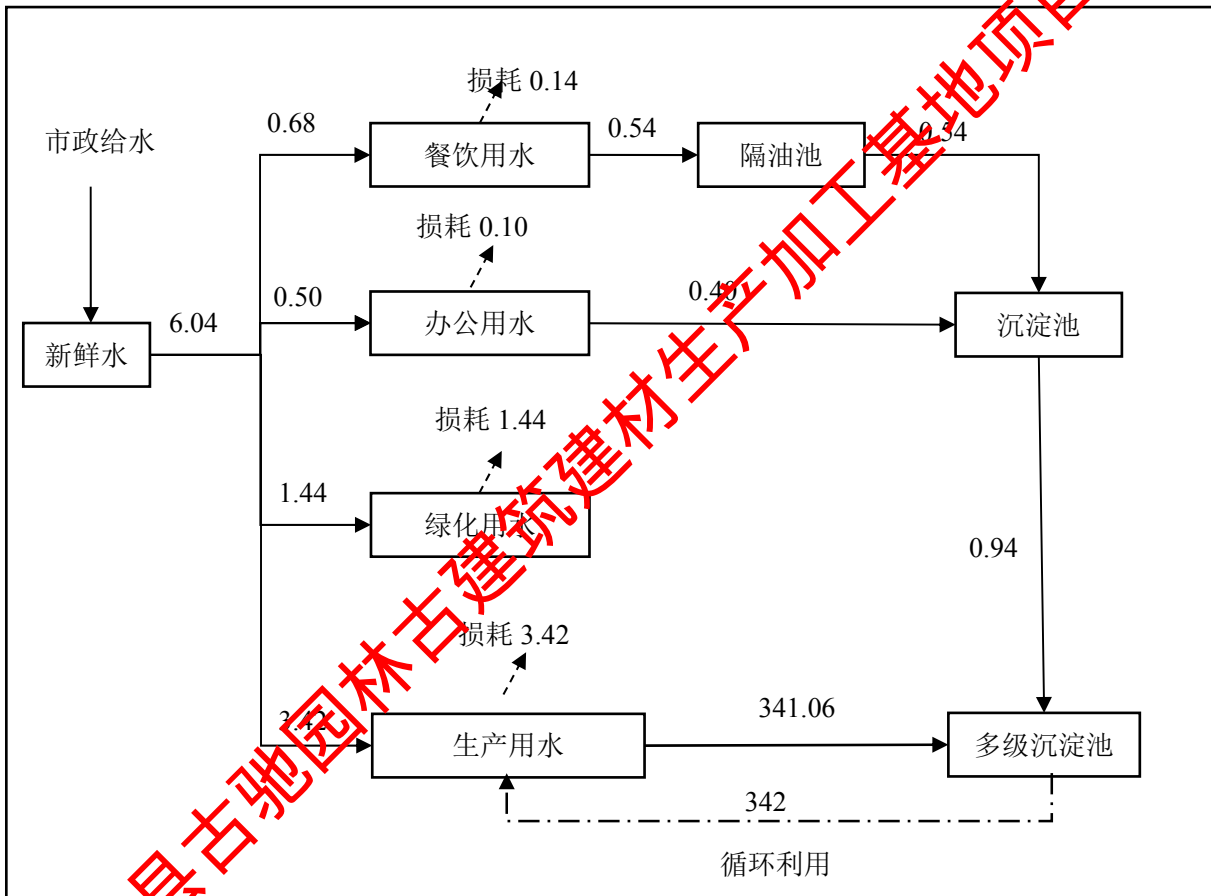 损耗 0.14
0.68
0.54
0.54
市政给水
餐饮用水
隔油池
损耗 0.10
0.50
0.40
6.04
办公用水
沉淀池
新鲜水
损耗 1.44
1.44
绿化用水
0.94
损耗 3.42
3.42
341.06
生产用水
多级沉淀池
342
循环利用
县古驰园林古建筑建材生产加工基地项目